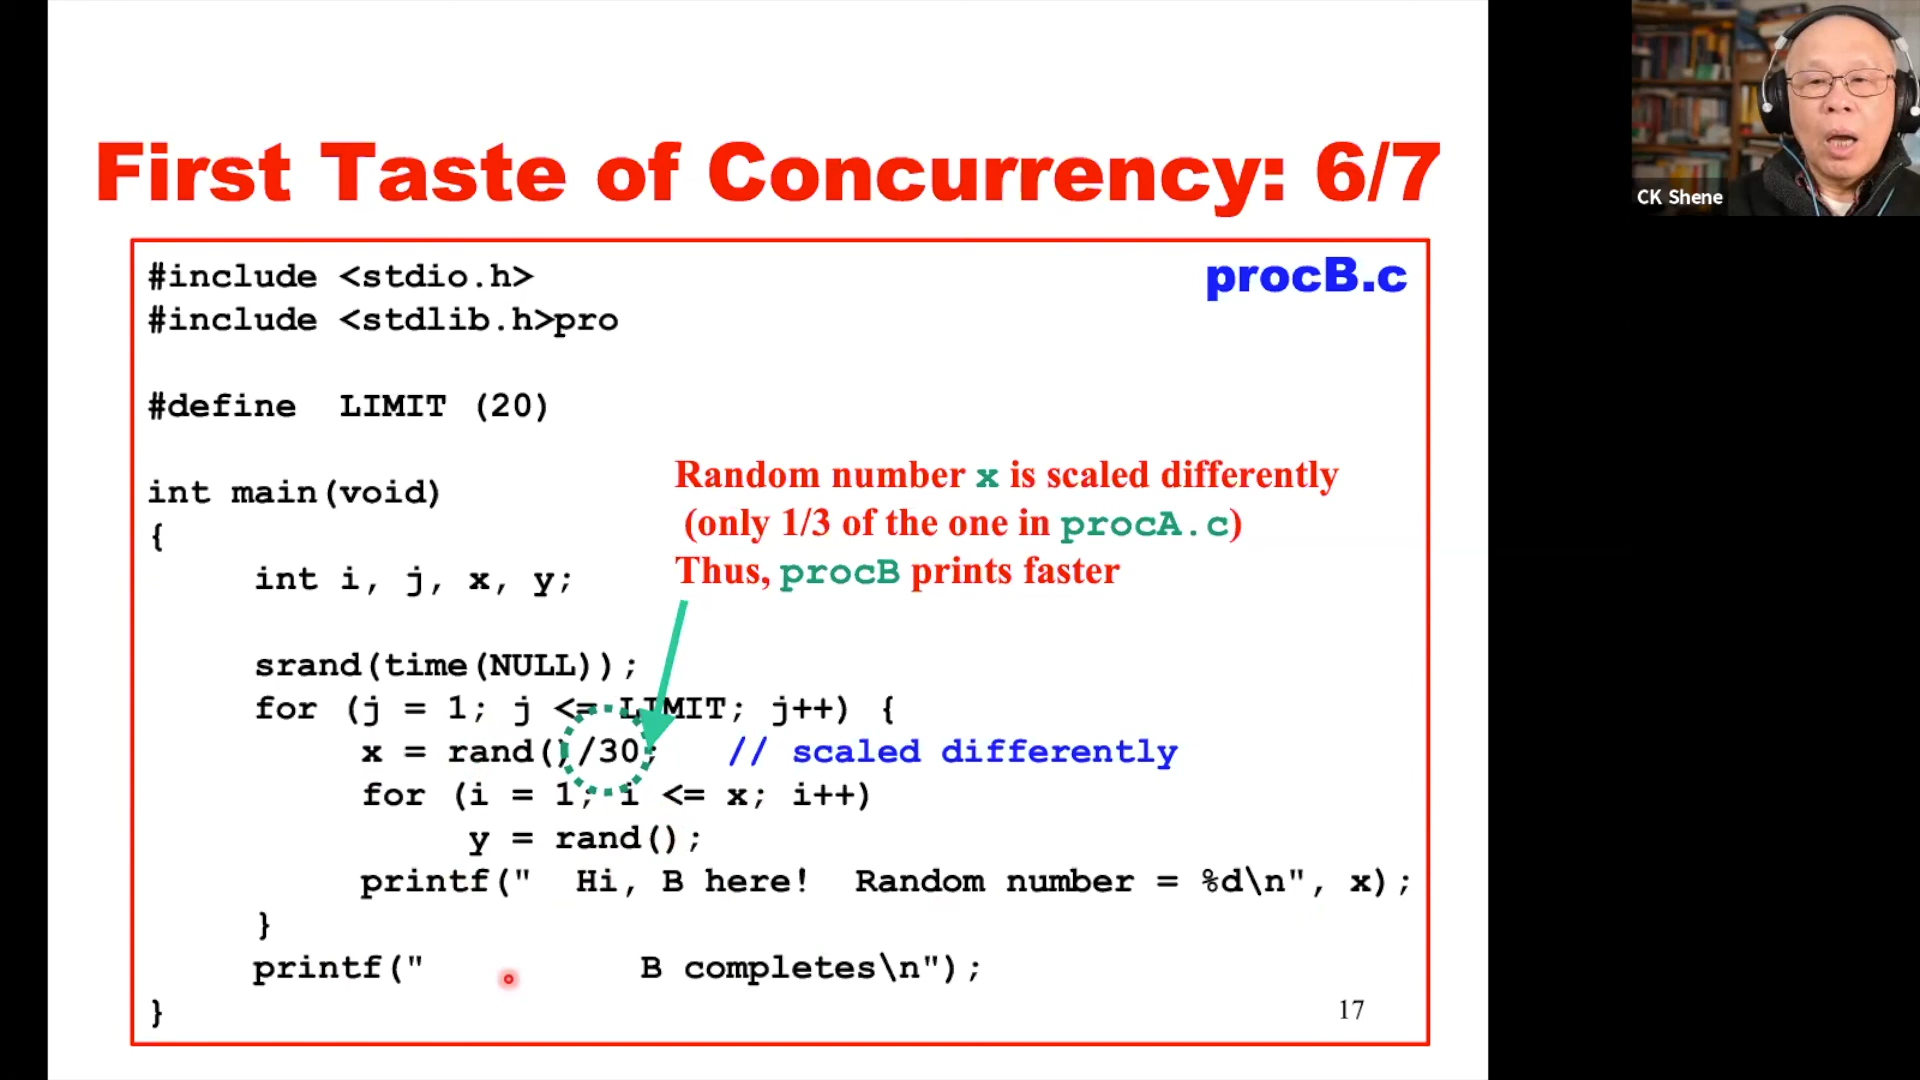 First Taste of Concurrency: 6/7
procB.c
#include <stdio.h>
#include <stdlib.h>pro
#define  LIMIT (20)
int main(void)
{
     int i, j, x, y;
Random number x is scaled differently
(only 1/3 of the one in procA.c)
Thus, procB prints faster
     srand(time(NULL));
     for (j = 1; j <= LIMIT; j++) {
          x = rand()/30;   // scaled differently
          for (i = 1; i <= x; i++)
               y = rand();
          printf("  Hi, B here!  Random number = %d\n", x);
     }
     printf("          B completes\n");
}
17
CK Shene